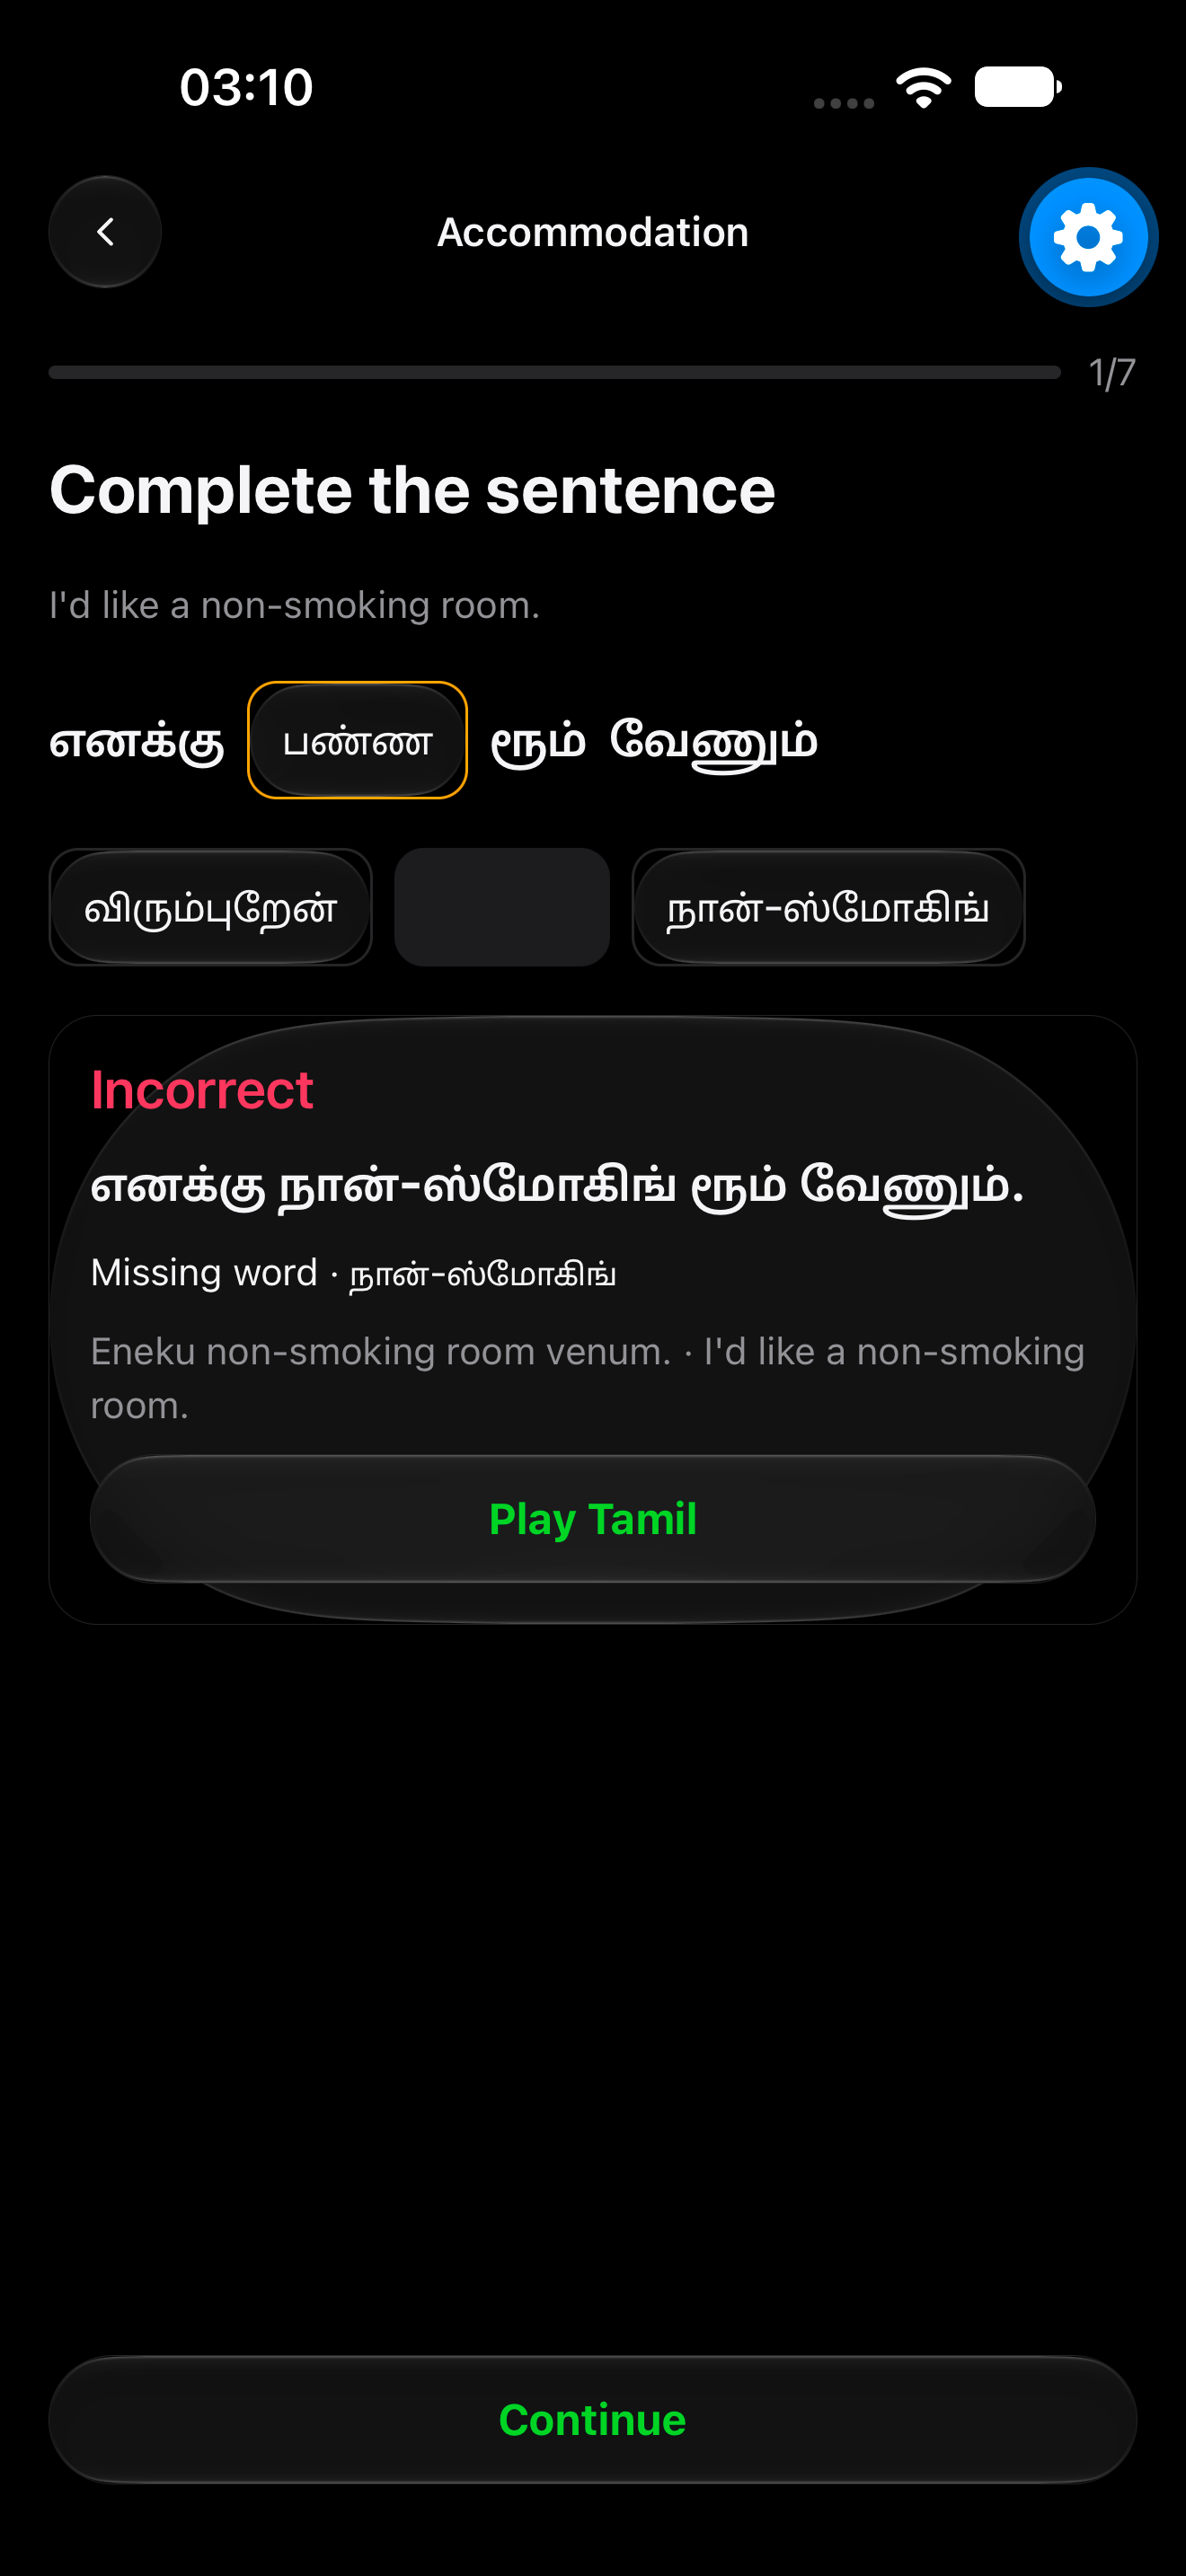 03:10
Accommodation
1/7
Complete the sentence
I'd like a non-smoking room.
எனக்கு பண்ண ரூம் வேணும்
விரும்புறேன் நான்-ஸ்மோகிங்
Incorrect
எனக்கு நான்-ஸ்மோகிங் ரூம் வேணும்.
Missing word · நான்-ஸ்மோகிங்
Eneku non-smoking room venum. · I'd like a non-smoking
room.
Play Tamil
Continue